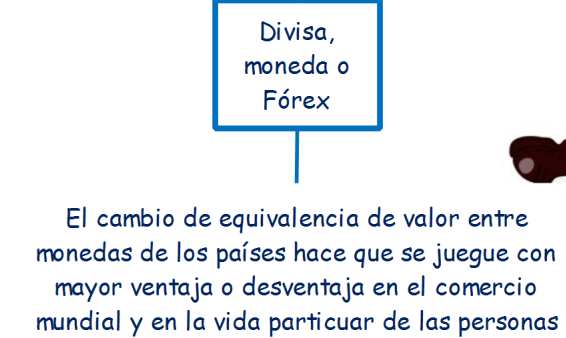 Divisa,
moneda o
Fórex
El cambio de equivalencia de valor entre
monedas de los países hace que se juegue con
mayor ventaja o desventaja en el comercio
mundial y en la vida particuar de las personas